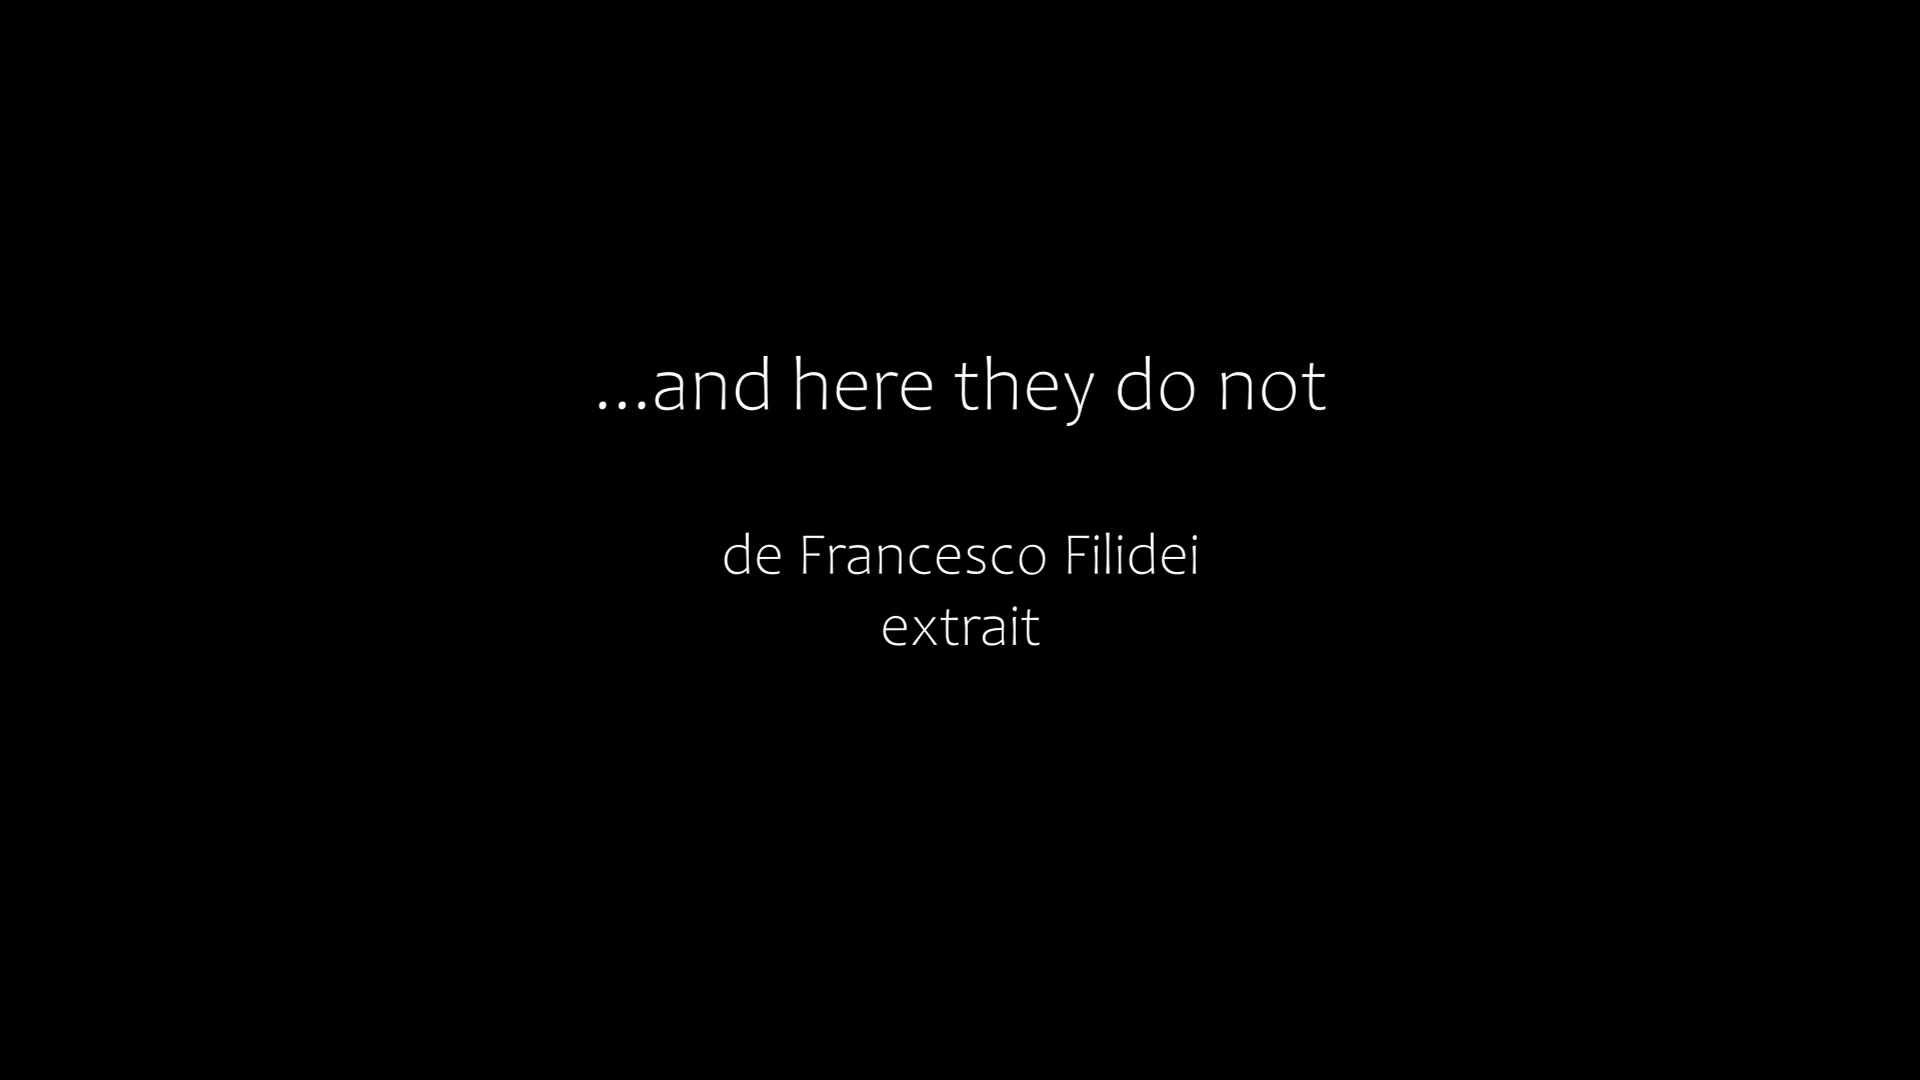 ...and here they do not
de Francesco Filidei
extrait